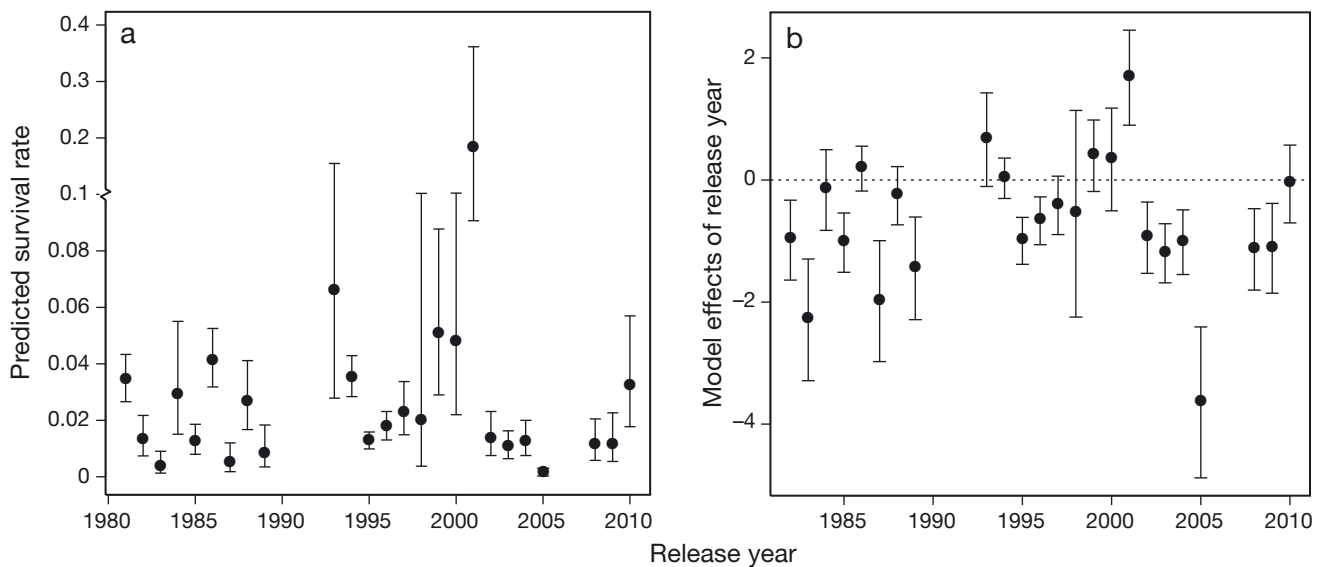 a
0.4
0.3
0.2
0.1
0.08
0.06
0.04
0.02
0
Predicted survival rate
1980 1985 1990 1995 2000 2005 2010
b
2
0
−2
−4
Model effects of release year
1985 1990 1995 2000 2005 2010
Release year